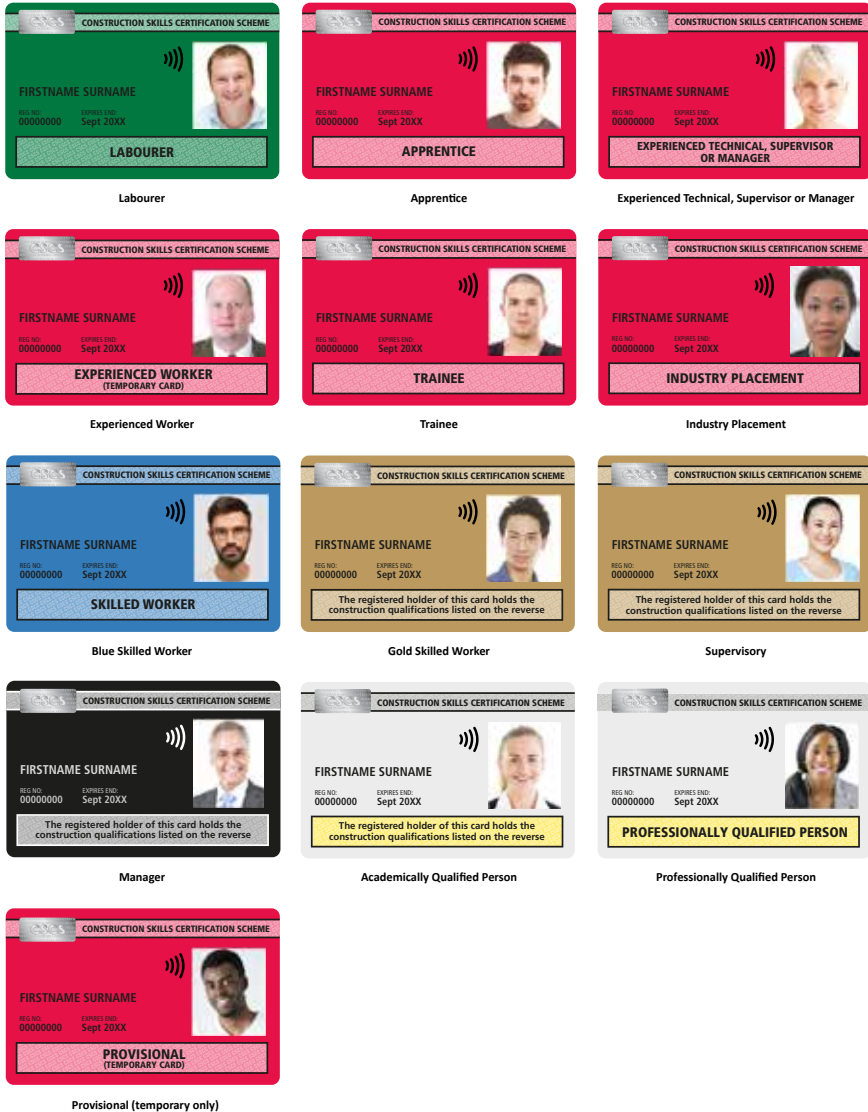 CONSTRUCTION SKILLS CERTIFICATION SCHEME
FIRSTNAME SURNAME
REG NO: EXPIRES END:
00000000 Sept 20XX
LABOURER
Labourer
CONSTRUCTION SKILLS CERTIFICATION SCHEME
FIRSTNAME SURNAME
REG NO: EXPIRES END:
00000000 Sept 20XX
APPRENTICE
Apprentice
CONSTRUCTION SKILLS CERTIFICATION SCHEME
FIRSTNAME SURNAME
REG NO: EXPIRES END:
00000000 Sept 20XX
EXPERIENCED TECHNICAL, SUPERVISOR
OR MANAGER
Experienced Technical, Supervisor or Manager
CONSTRUCTION SKILLS CERTIFICATION SCHEME
FIRSTNAME SURNAME
REG NO: EXPIRES END:
00000000 Sept 20XX
EXPERIENCED WORKER
(TEMPORARY CARD)
Experienced Worker
CONSTRUCTION SKILLS CERTIFICATION SCHEME
FIRSTNAME SURNAME
REG NO: EXPIRES END:
00000000 Sept 20XX
TRAINEE
Trainee
CONSTRUCTION SKILLS CERTIFICATION SCHEME
FIRSTNAME SURNAME
REG NO: EXPIRES END:
00000000 Sept 20XX
INDUSTRY PLACEMENT
Industry Placement
CONSTRUCTION SKILLS CERTIFICATION SCHEME
FIRSTNAME SURNAME
REG NO: EXPIRES END:
00000000 Sept 20XX
SKILLED WORKER
Blue Skilled Worker
CONSTRUCTION SKILLS CERTIFICATION SCHEME
FIRSTNAME SURNAME
REG NO: EXPIRES END:
00000000 Sept 20XX
The registered holder of this card holds the
construction qualifications listed on the reverse
Gold Skilled Worker
CONSTRUCTION SKILLS CERTIFICATION SCHEME
FIRSTNAME SURNAME
REG NO: EXPIRES END:
00000000 Sept 20XX
The registered holder of this card holds the
construction qualifications listed on the reverse
Supervisory
CONSTRUCTION SKILLS CERTIFICATION SCHEME
FIRSTNAME SURNAME
REG NO: EXPIRES END:
00000000 Sept 20XX
The registered holder of this card holds the
construction qualifications listed on the reverse
Manager
CONSTRUCTION SKILLS CERTIFICATION SCHEME
FIRSTNAME SURNAME
REG NO: EXPIRES END:
00000000 Sept 20XX
The registered holder of this card holds the
construction qualifications listed on the reverse
Academically Qualified Person
CONSTRUCTION SKILLS CERTIFICATION SCHEME
FIRSTNAME SURNAME
REG NO: EXPIRES END:
00000000 Sept 20XX
PROFESSIONALLY QUALIFIED PERSON
Professionally Qualified Person
CONSTRUCTION SKILLS CERTIFICATION SCHEME
FIRSTNAME SURNAME
REG NO: EXPIRES END:
00000000 Sept 20XX
PROVISIONAL
(TEMPORARY CARD)
Provisional (temporary only)